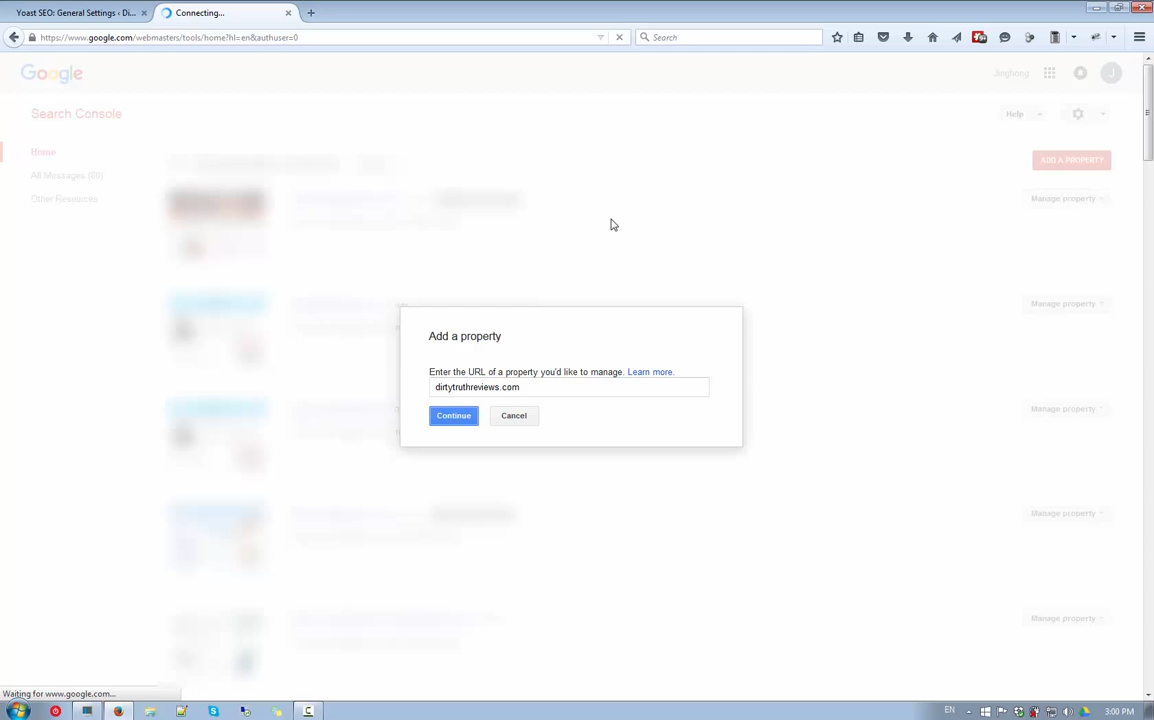 Yoast SEO: General Settings ‹ Di...
Connecting...
https://www.google.com/webmasters/tools/home?hl=en&authuser=0
Search
Google
Jinghong
J
Search Console
Help
Home
ADD A PROPERTY
All Messages (69)
Other Resources
Manage property
Manage property
Add a property
Enter the URL of a property you'd like to manage. Learn more.
dirtytruthreviews.com
Continue
Cancel
Manage property
Manage property
Manage property
Waiting for www.google.com...
EN
3:00 PM